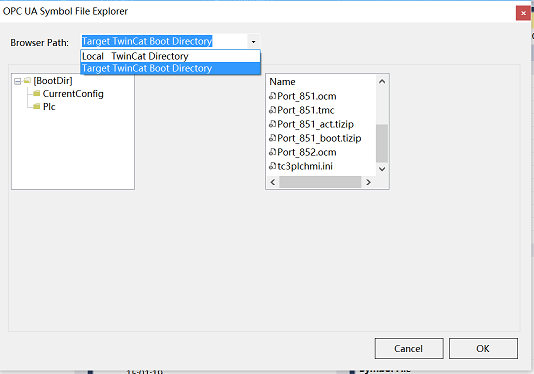 OPC UA Symbol File Explorer
Browser Path: Target TwinCat Boot Directory
Local TwinCat Directory
Target TwinCat Boot Directory
[BootDir]
CurrentConfig
Plc
Name
Port_851.ocm
Port_851.tmc
Port_851_act.tizip
Port_851_boot.tizip
Port_852.ocm
tc3plchmi.ini
Cancel
OK